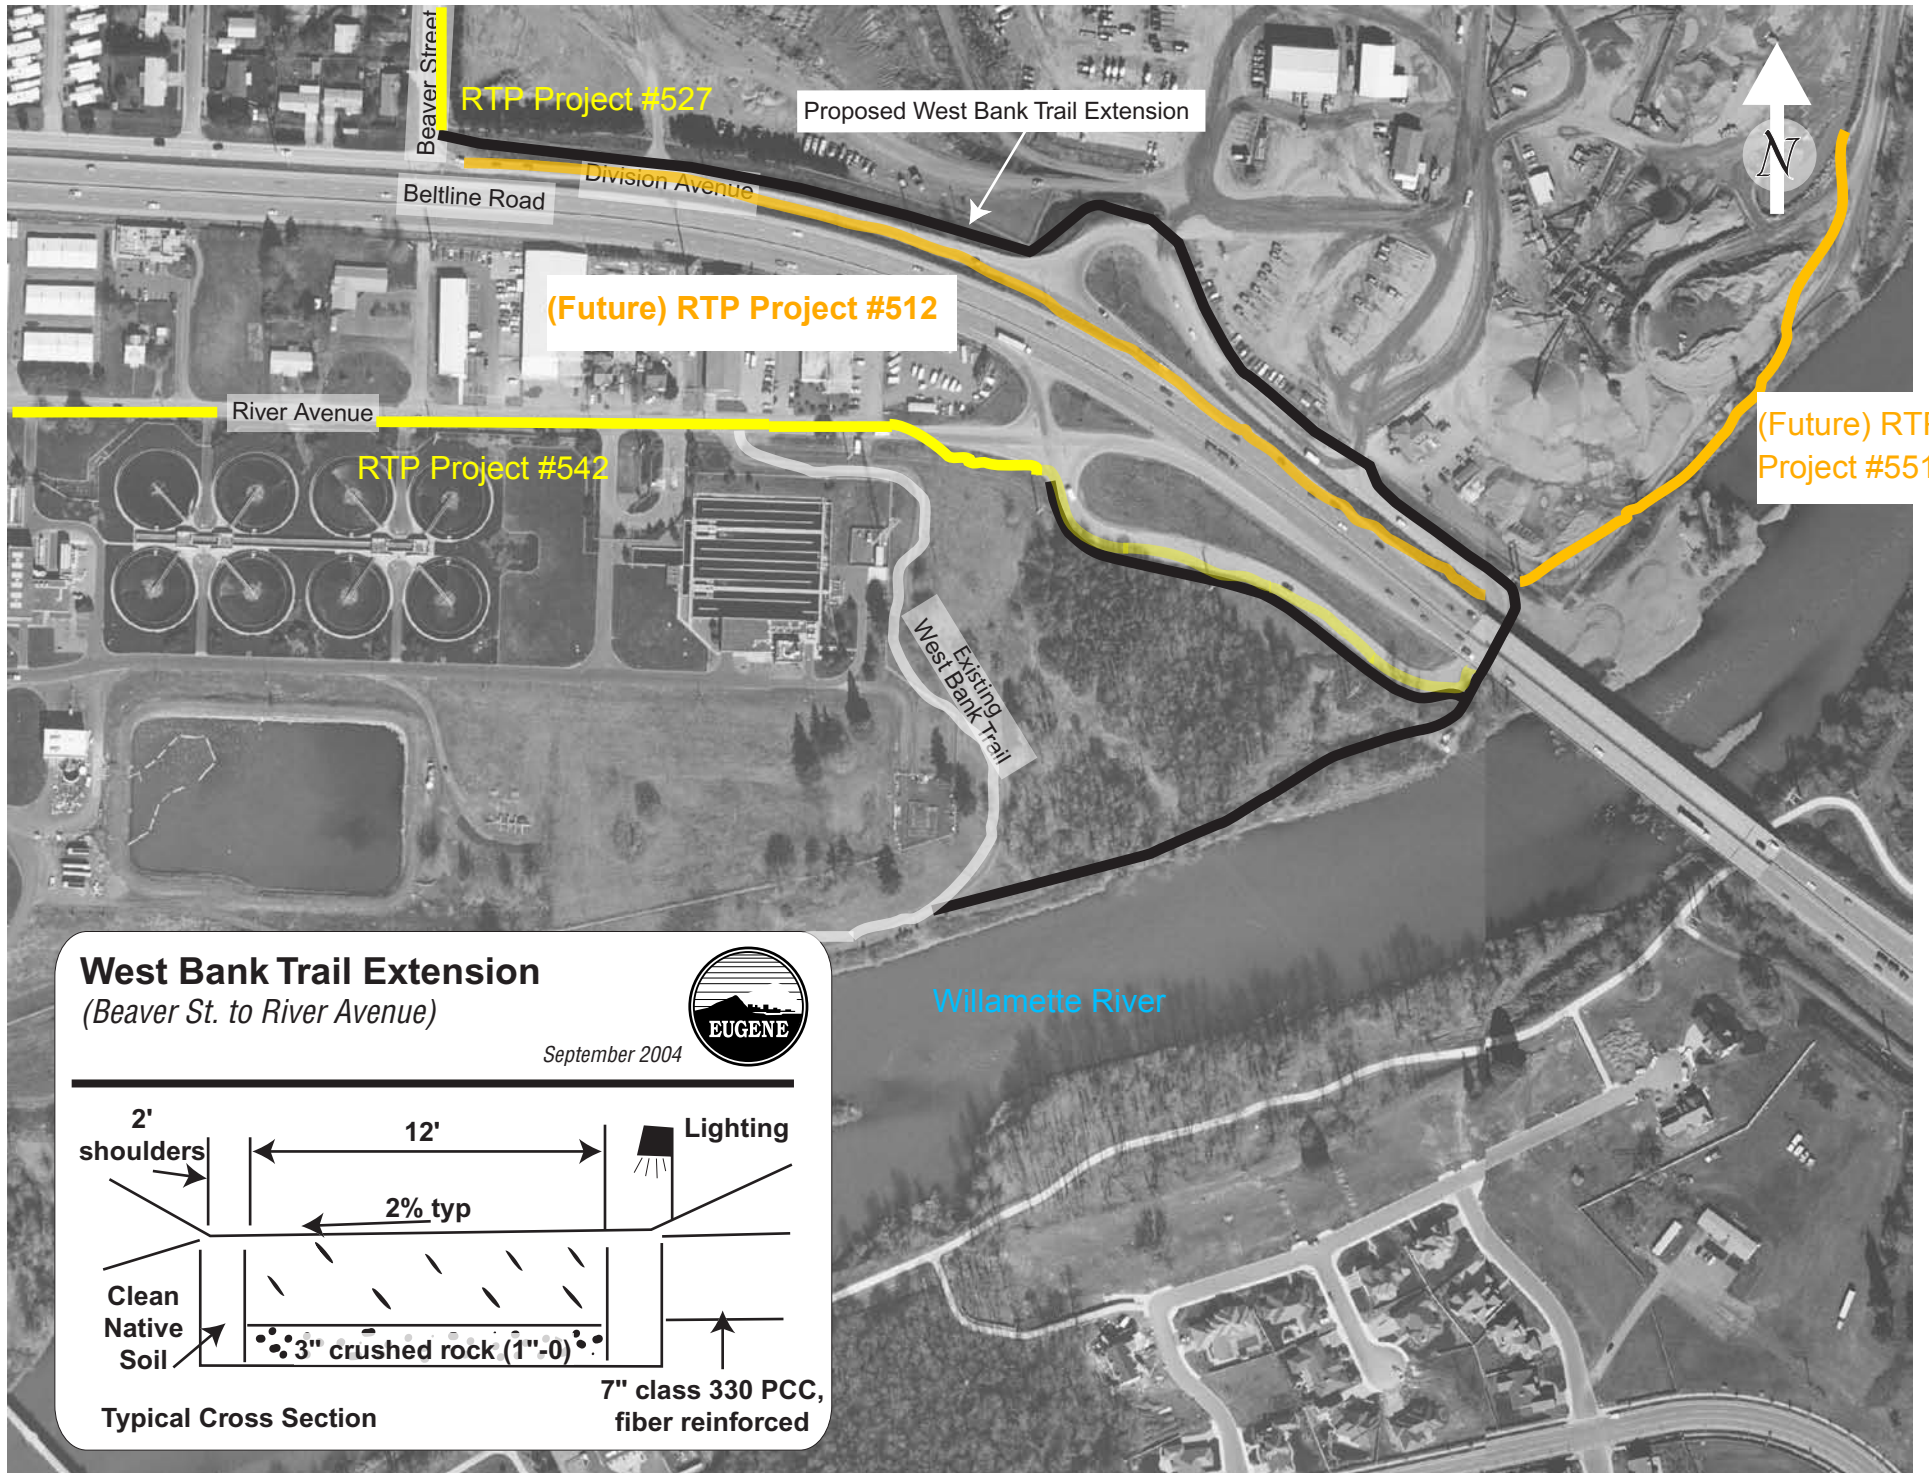 Beaver Street
RTP Project #527
Proposed West Bank Trail Extension
N
Division Avenue
Beltline Road
(Future) RTP Project #512
River Avenue
(Future) RTP
Project #551
RTP Project #542
Existing
West Bank Trail
Willamette River
West Bank Trail Extension
(Beaver St. to River Avenue)
EUGENE
September 2004
2'
shoulders
12'
Lighting
2% typ
Clean
Native
Soil
3" crushed rock (1"-0)
7" class 330 PCC,
fiber reinforced
Typical Cross Section